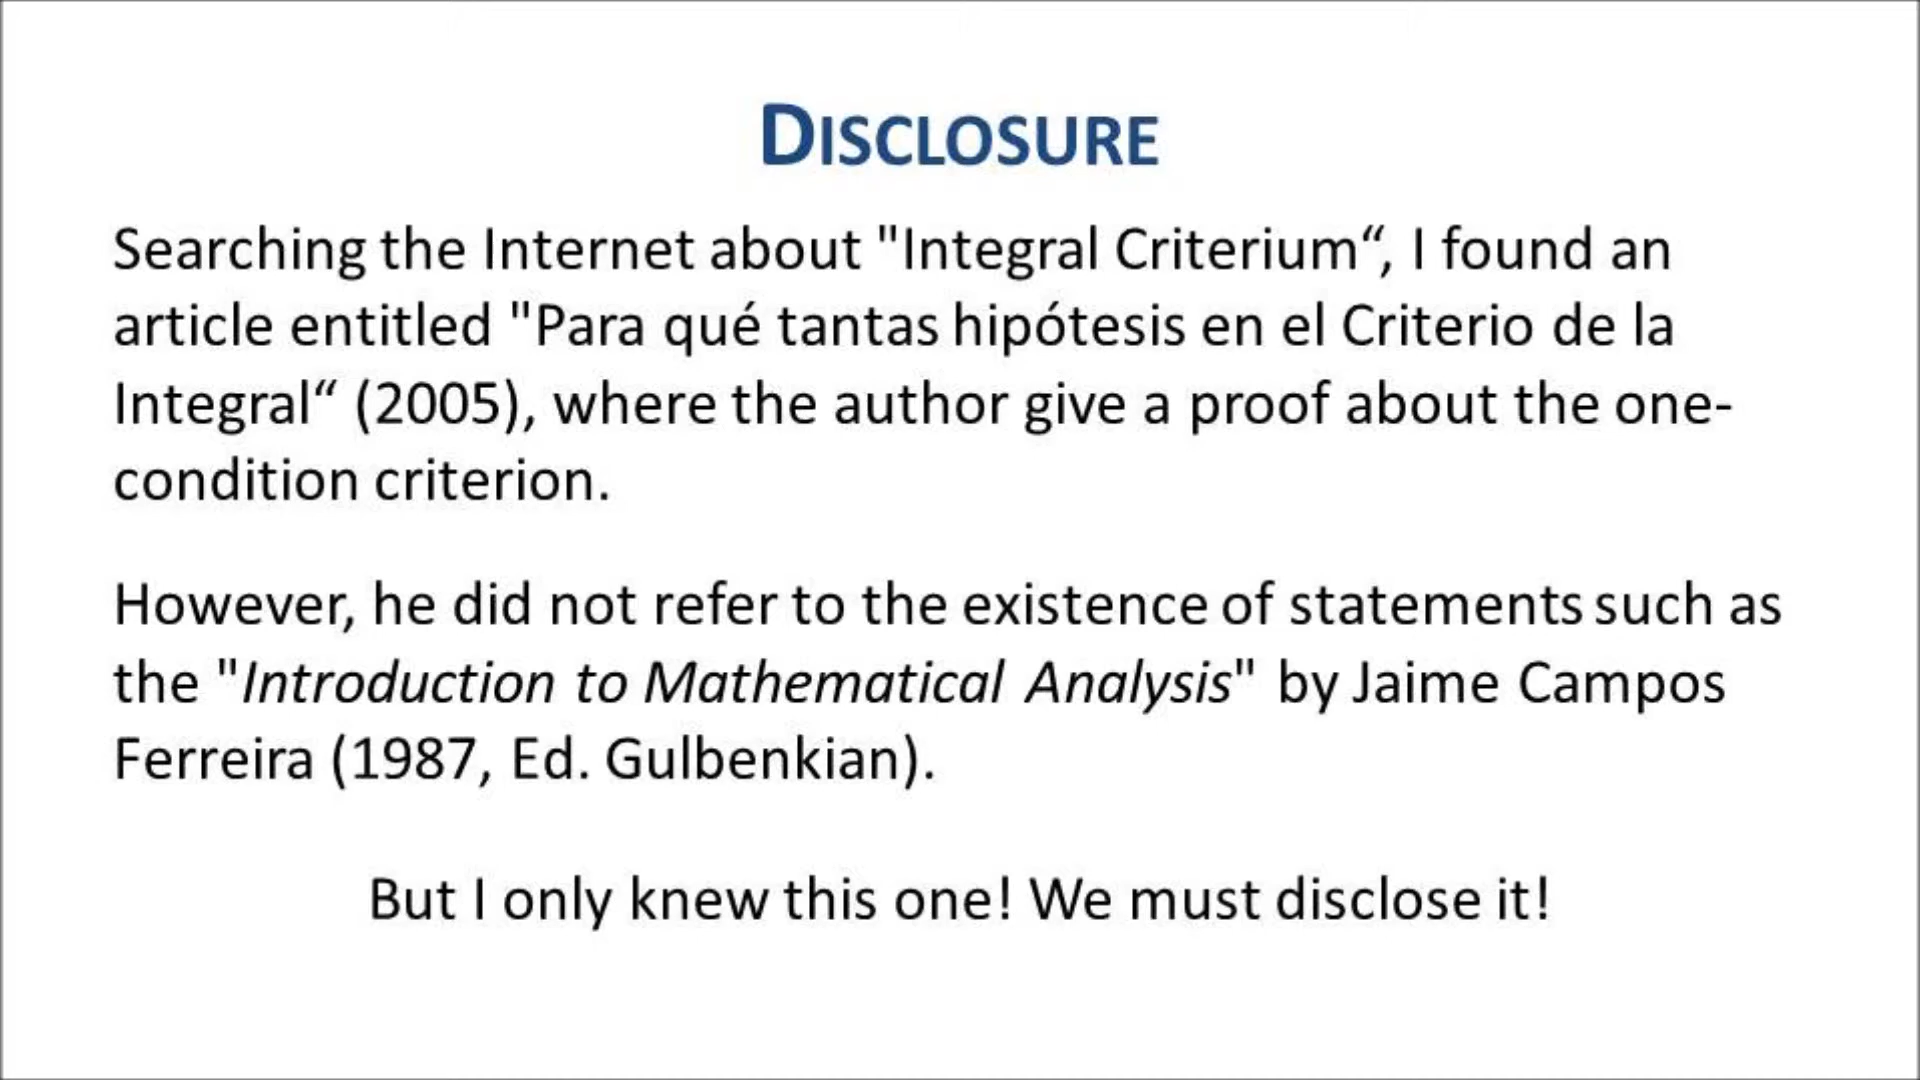 DISCLOSURE
Searching the Internet about "Integral Criterium“, I found an
article entitled "Para qué tantas hipótesis en el Criterio de la
Integral“ (2005), where the author give a proof about the one-
condition criterion.
However, he did not refer to the existence of statements such as
the "Introduction to Mathematical Analysis" by Jaime Campos
Ferreira (1987, Ed. Gulbenkian).
But I only knew this one! We must disclose it!